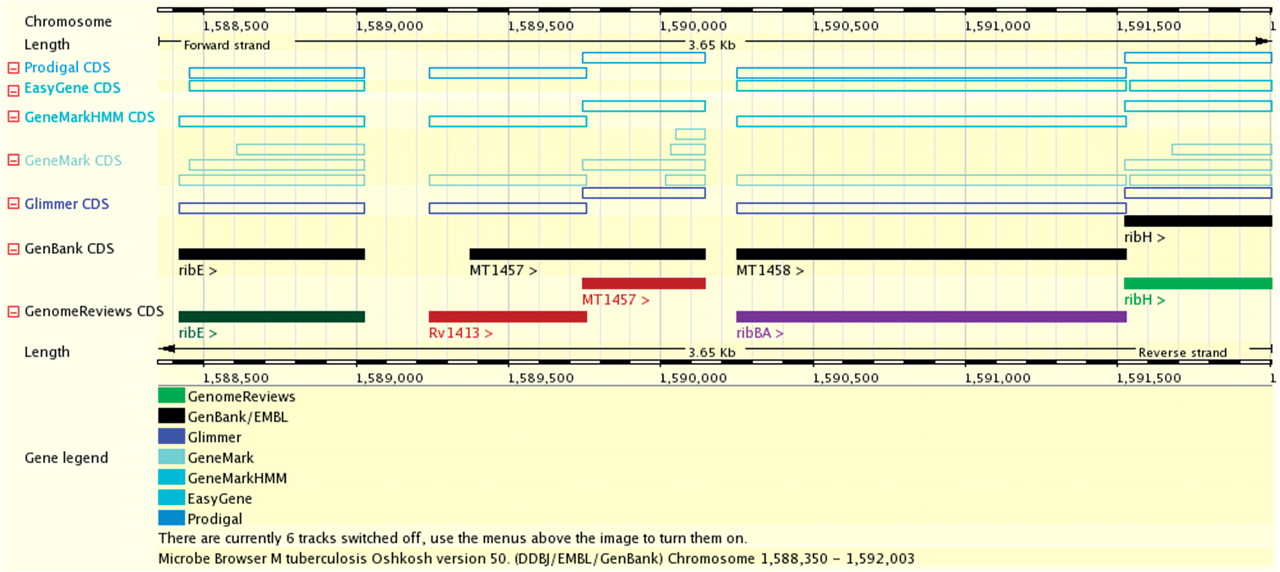 Chromosome
1,588,500 1,589,000 1,589,500 1,590,000 1,590,500 1,591,000 1,591,500 1
Length Forward strand 3.65 Kb
Prodigal CDS
EasyGene CDS
GeneMarkHMM CDS
GeneMark CDS
Glimmer CDS
ribH >
GenBank CDS
ribE > MT1457 > MT1458 >
MT1457 > ribH >
GenomeReviews CDS
ribE > Rv1413 > ribBA >
Length 3.65 Kb Reverse strand
1,588,500 1,589,000 1,589,500 1,590,000 1,590,500 1,591,000 1,591,500 1
GenomeReviews
GenBank/EMBL
Glimmer
Gene legend GeneMark
GeneMarkHMM
EasyGene
Prodigal
There are currently 6 tracks switched off, use the menus above the image to turn them on.
Microbe Browser M tuberculosis Oshkosh version 50. (DDBJ/EMBL/GenBank) Chromosome 1,588,350 - 1,592,003